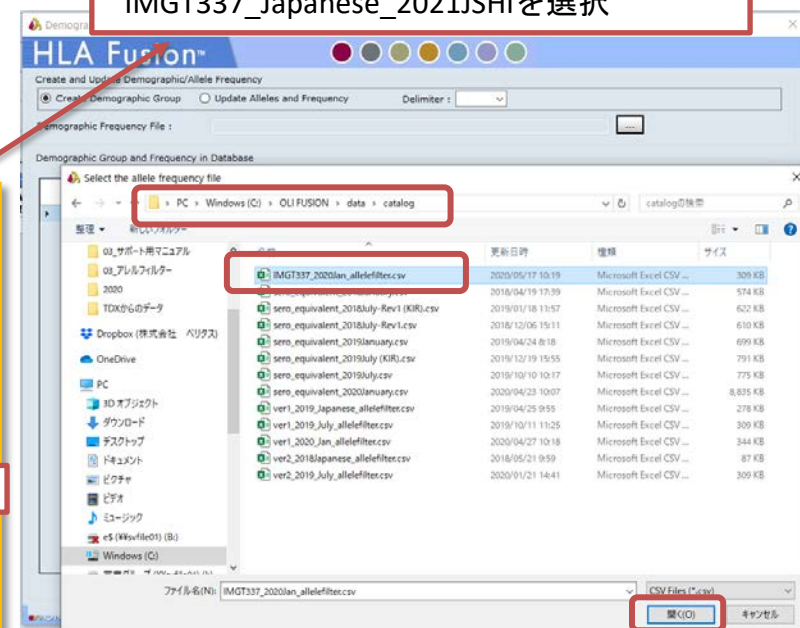 IMGT337_Japanese_2021JSHIを選択
HLA Fusion™
Create and Update Demographic/Allele Frequency
Create Demographic Group Update Alleles and Frequency Delimiter :
Demographic Frequency File : ...
Demographic Group and Frequency in Database
Select the allele frequency file
PC › Windows (C:) › OLI FUSION › data › catalog
catalogの検索
整理 新しいフォルダー
更新日時 種類 サイズ
03_サポート用マニュアル
03_アレルフィルター
2020
TDXからのデータ
Dropbox (株式会社 ベリタス)
OneDrive
PC
3D オブジェクト
ダウンロード
デスクトップ
ドキュメント
ピクチャ
ビデオ
ミュージック
e$ (¥¥svfile01) (B:)
Windows (C:)
IMGT337_2020Jan_allelefilter.csv 2020/05/17 10:19 Microsoft Excel CSV ... 309 KB
2018/04/19 17:39 Microsoft Excel CSV ... 574 KB
sero_equivalent_2018July-Rev1 (KIR).csv 2019/01/18 11:57 Microsoft Excel CSV ... 622 KB
sero_equivalent_2018July-Rev1.csv 2018/12/06 15:11 Microsoft Excel CSV ... 610 KB
sero_equivalent_2019January.csv 2019/04/24 8:18 Microsoft Excel CSV ... 699 KB
sero_equivalent_2019July (KIR).csv 2019/12/19 15:55 Microsoft Excel CSV ... 791 KB
sero_equivalent_2019July.csv 2019/10/10 10:17 Microsoft Excel CSV ... 775 KB
sero_equivalent_2020January.csv 2020/04/23 10:07 Microsoft Excel CSV ... 8,835 KB
ver1_2019_Japanese_allelefilter.csv 2019/04/25 9:55 Microsoft Excel CSV ... 278 KB
ver1_2019_July_allelefilter.csv 2019/10/11 11:25 Microsoft Excel CSV ... 309 KB
ver1_2020_Jan_allelefilter.csv 2020/04/27 10:18 Microsoft Excel CSV ... 344 KB
ver2_2018Japanese_allelefilter.csv 2018/05/21 9:59 Microsoft Excel CSV ... 87 KB
ver2_2019_July_allelefilter.csv 2020/01/21 14:41 Microsoft Excel CSV ... 309 KB
ファイル名(N): IMGT337_2020Jan_allelefilter.csv CSV Files (*.csv)
開く(O) キャンセル